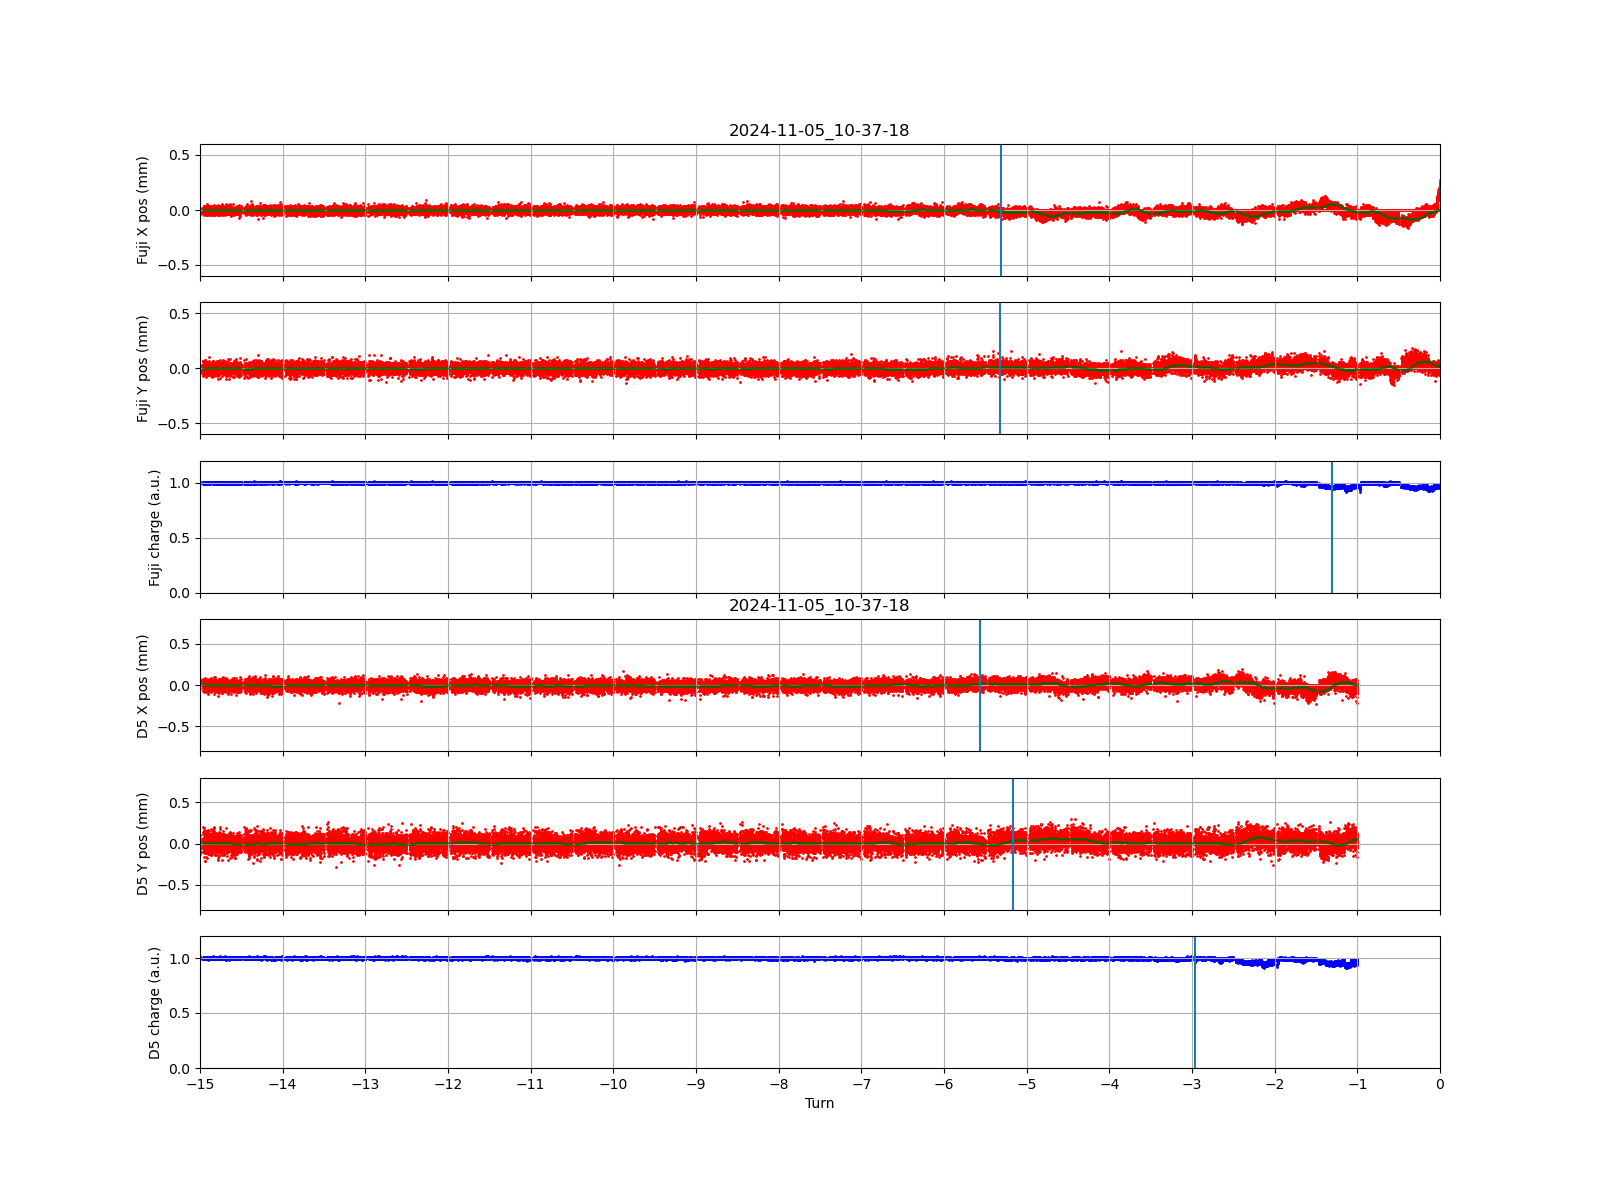 2024-11-05_10-37-18
Fuji X pos (mm)
0.5
0.0
−0.5
Fuji Y pos (mm)
0.5
0.0
−0.5
Fuji charge (a.u.)
1.0
0.5
0.0
2024-11-05_10-37-18
D5 X pos (mm)
0.5
0.0
−0.5
D5 Y pos (mm)
0.5
0.0
−0.5
D5 charge (a.u.)
1.0
0.5
0.0
−15 −14 −13 −12 −11 −10 −9 −8 −7 −6 −5 −4 −3 −2 −1 0
Turn